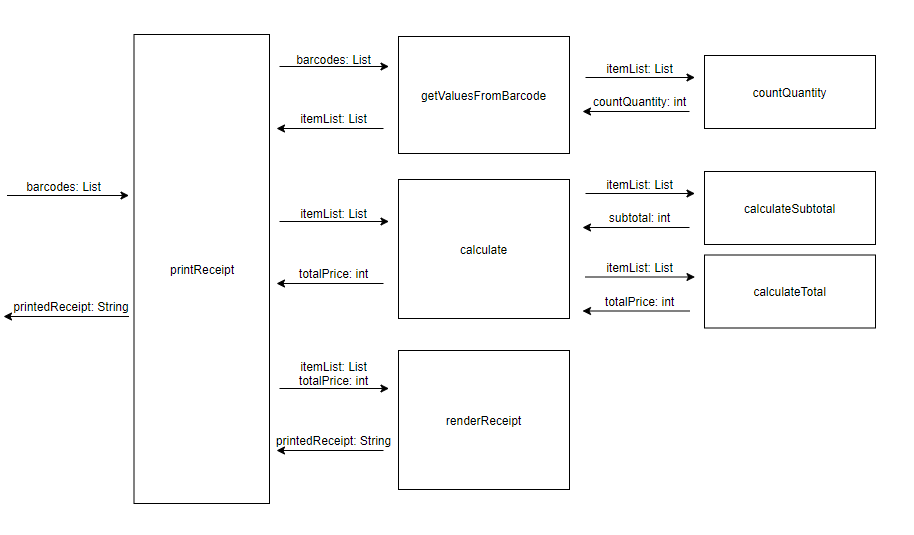 barcodes: List
printedReceipt: String
printReceipt
barcodes: List
itemList: List
getValuesFromBarcode
itemList: List
countQuantity: int
countQuantity
itemList: List
totalPrice: int
calculate
itemList: List
subtotal: int
calculateSubtotal
itemList: List
totalPrice: int
calculateTotal
itemList: List
totalPrice: int
printedReceipt: String
renderReceipt